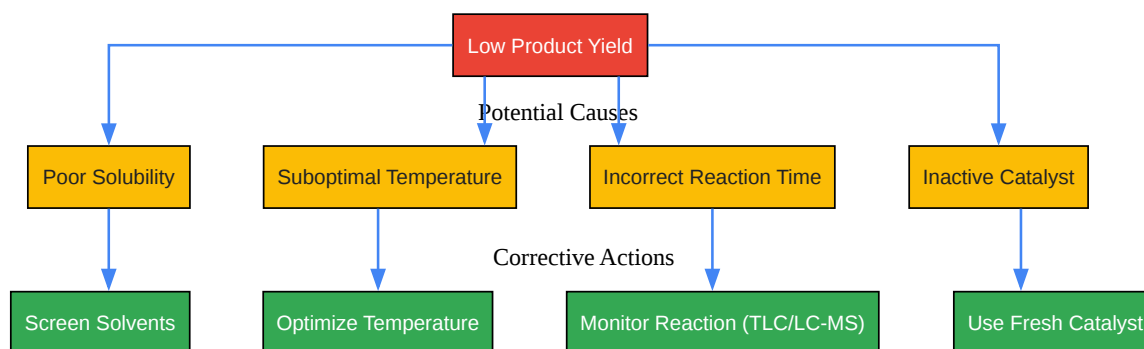 Low Product Yield
Potential Causes
Poor Solubility
Suboptimal Temperature
Incorrect Reaction Time
Inactive Catalyst
Corrective Actions
Screen Solvents
Optimize Temperature
Monitor Reaction (TLC/LC-MS)
Use Fresh Catalyst